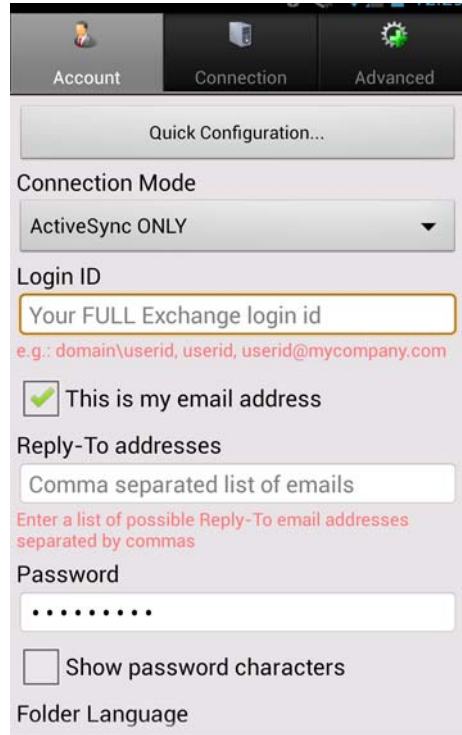 Account Connection Advanced
Quick Configuration...
Connection Mode
ActiveSync ONLY
Login ID
Your FULL Exchange login id
e.g.: domain\userid, userid, userid@mycompany.com
This is my email address
Reply-To addresses
Comma separated list of emails
Enter a list of possible Reply-To email addresses
separated by commas
Password
•••••••••
Show password characters
Folder Language